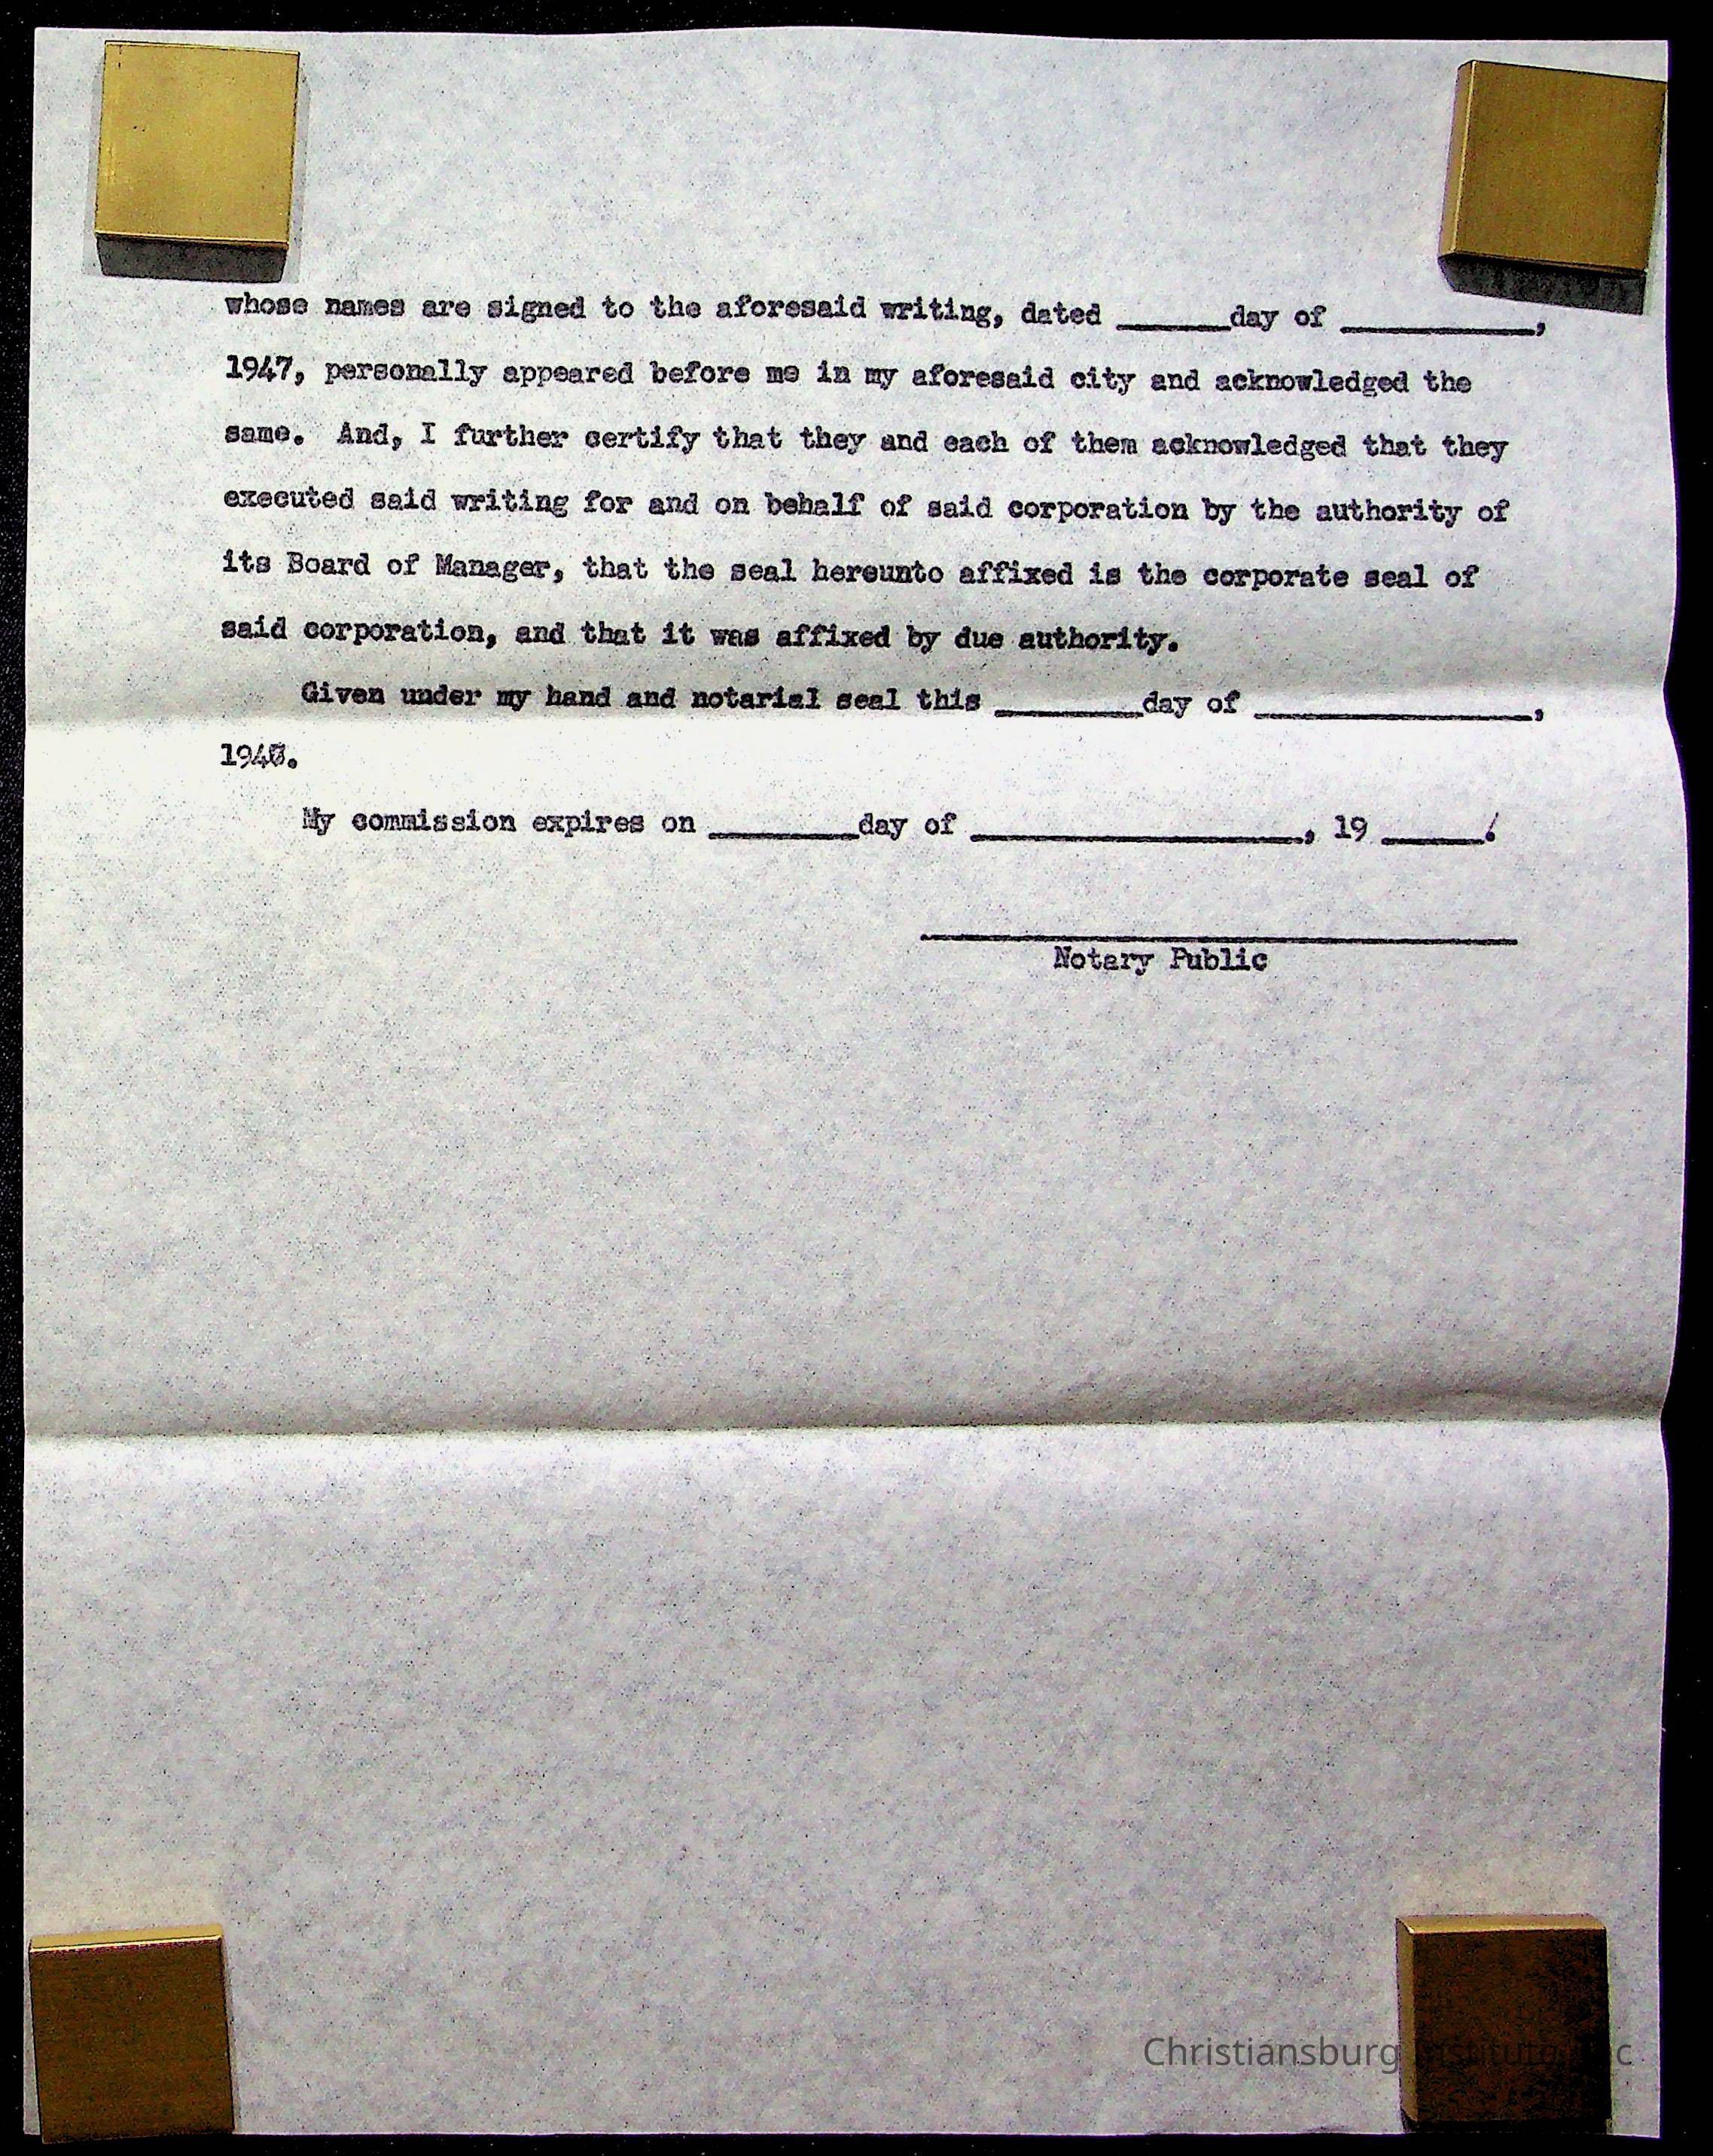 whose names are signed to the aforesaid writing, dated ______day of __________,
1947, personally appeared before me in my aforesaid city and acknowledged the
same. And, I further certify that they and each of them acknowledged that they
executed said writing for and on behalf of said corporation by the authority of
its Board of Manager, that the seal hereunto affixed is the corporate seal of
said corporation, and that it was affixed by due authority.
Given under my hand and notarial seal this ________day of ______________,
My commission expires on ________day of _________________, 19 _____.
Notary Public
Christiansburg Institute, Inc